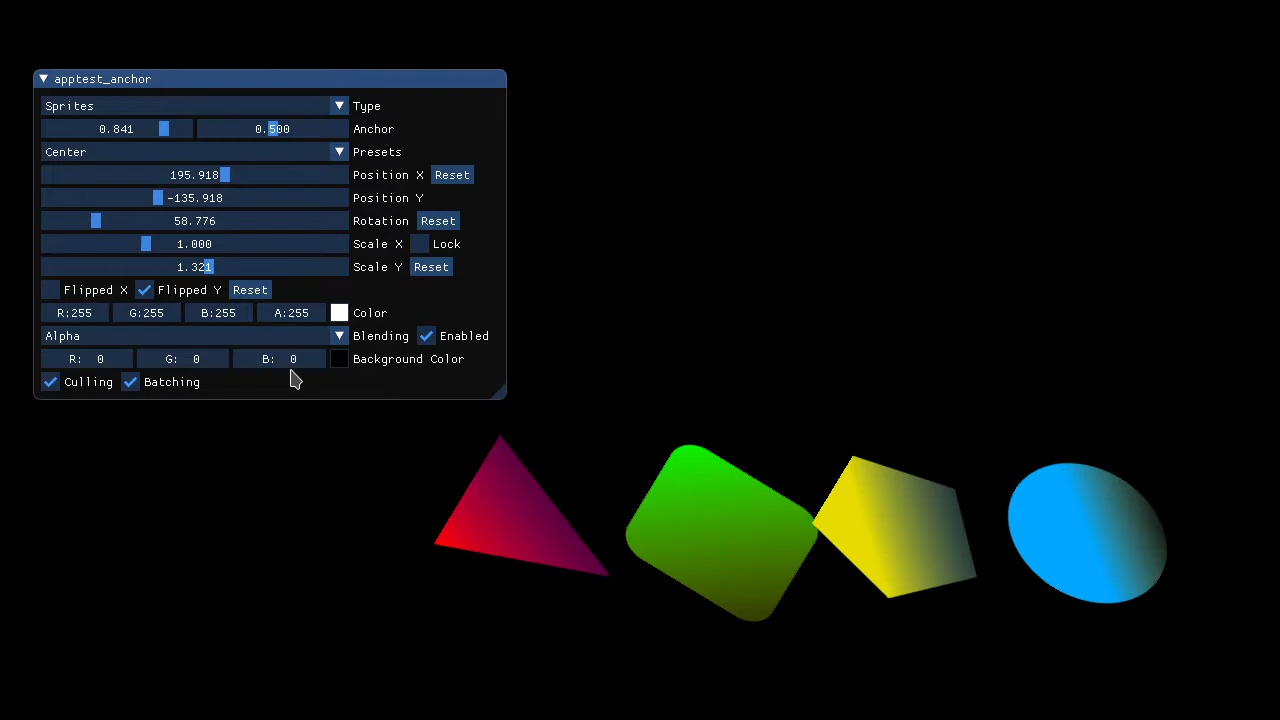 apptest_anchor
Sprites Type
0.841 0.500 Anchor
Center Presets
195.918 Position X Reset
-135.918 Position Y
58.776 Rotation Reset
1.000 Scale X Lock
1.321 Scale Y Reset
Flipped X Flipped Y Reset
R:255 G:255 B:255 A:255 Color
Alpha Blending Enabled
R: 0 G: 0 B: 0 Background Color
Culling Batching